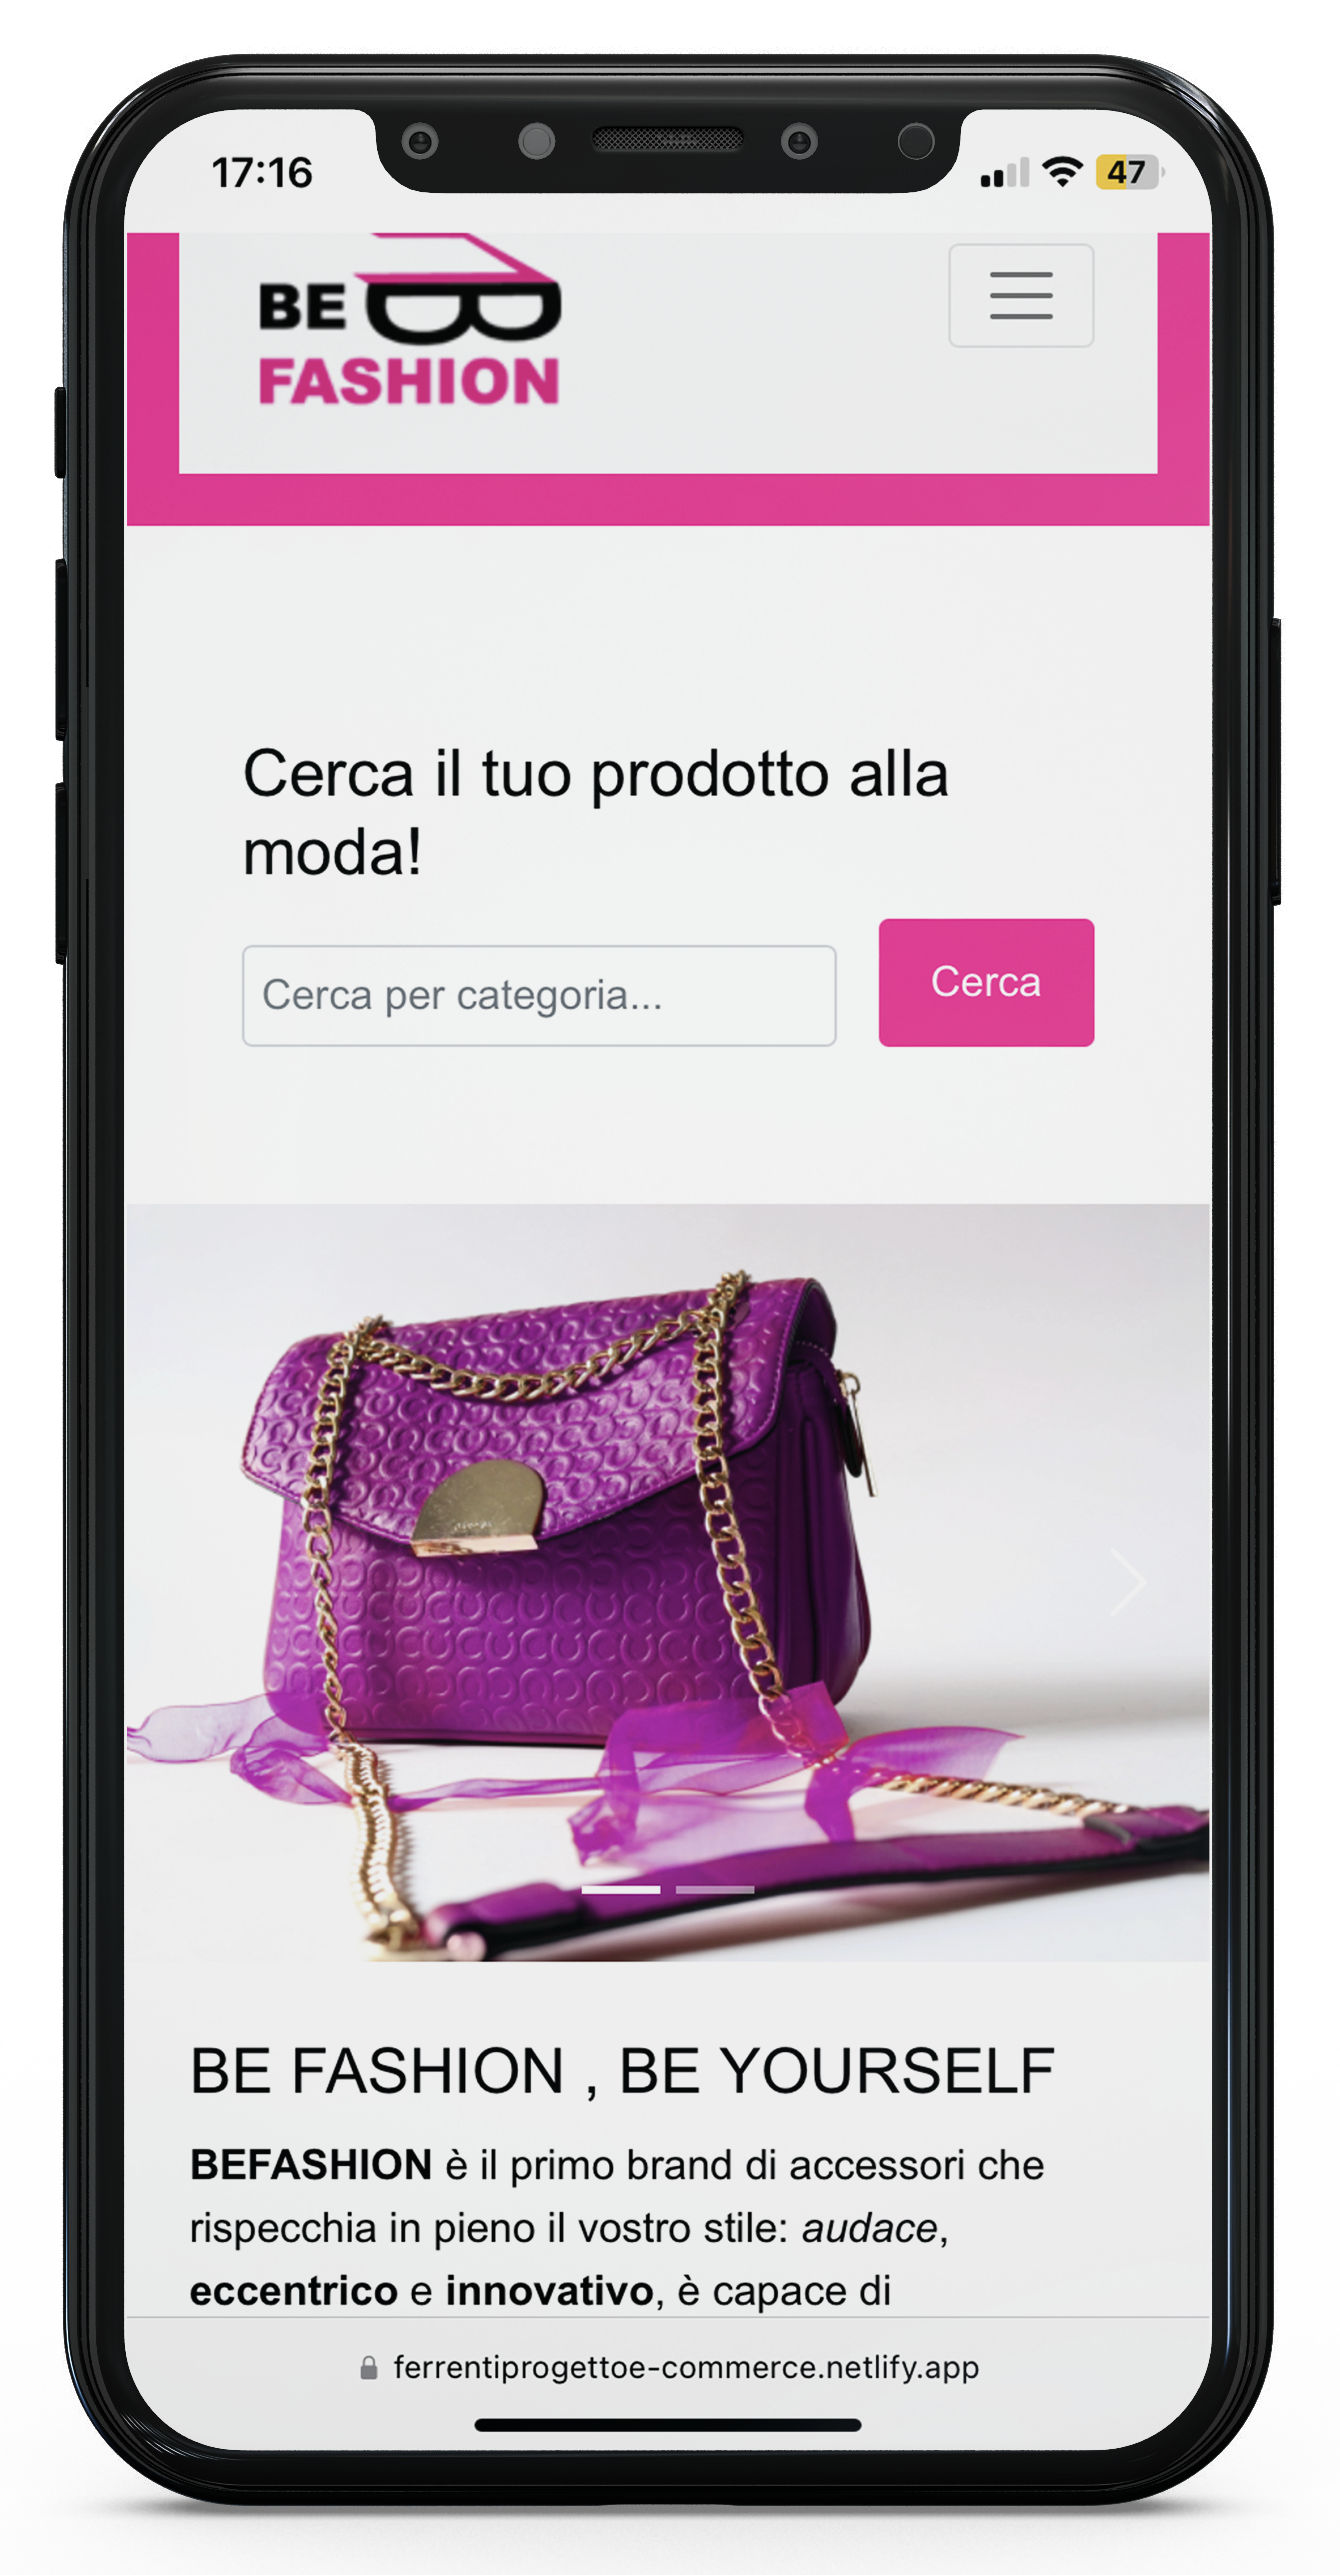 17:16
47
BE
FASHION
Cerca il tuo prodotto alla
moda!
Cerca per categoria...
Cerca
BE FASHION , BE YOURSELF
BEFASHION è il primo brand di accessori che
rispecchia in pieno il vostro stile: audace,
eccentrico e innovativo, è capace di
ferrentiprogettoe-commerce.netlify.app